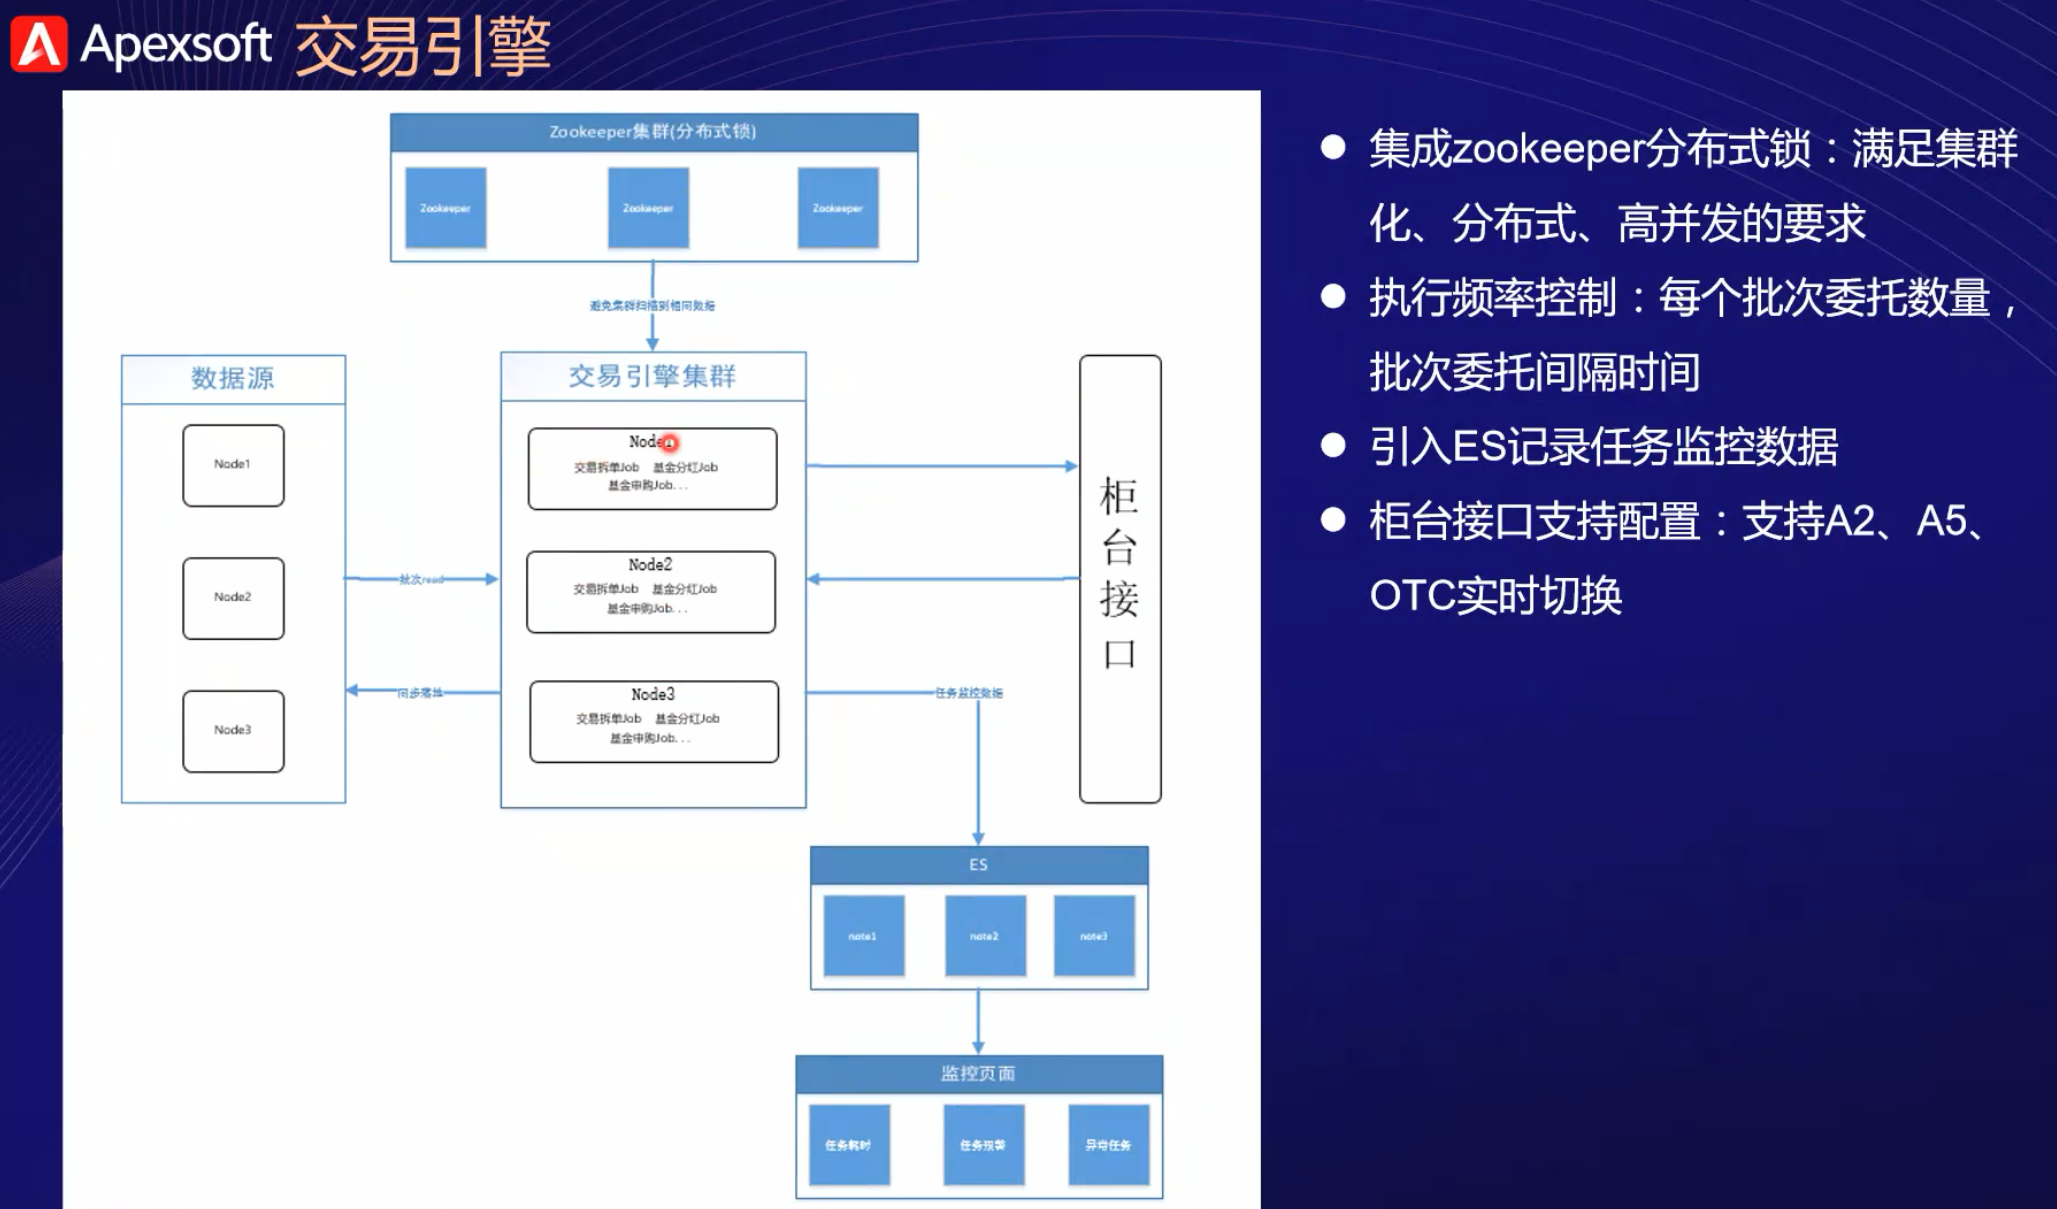 Apexsoft 交易引擎
Zookeeper集群(分布式锁)
Zookeeper
Zookeeper
Zookeeper
避免集群扫描到相同数据
数据源
Node1
Node2
Node3
批次read
同步落地
交易引擎集群
交易拆单Job 基金分红Job
基金申购Job...
Node2
交易拆单Job 基金分红Job
基金申购Job...
Node3
交易拆单Job 基金分红Job
基金申购Job...
柜
台
接
口
任务监控数据
ES
note1
note2
note3
监控页面
任务耗时
任务预警
异常任务
集成zookeeper分布式锁：满足集群
化、分布式、高并发的要求
执行频率控制：每个批次委托数量，
批次委托间隔时间
引入ES记录任务监控数据
柜台接口支持配置：支持A2、A5、
OTC实时切换